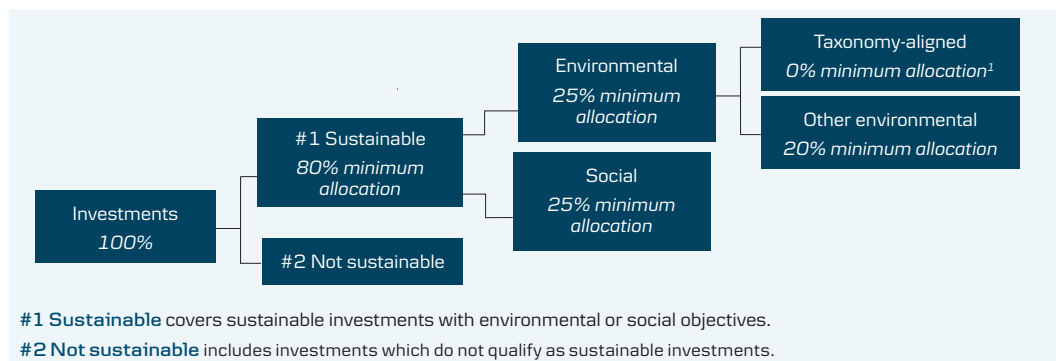 Taxonomy-aligned
0% minimum allocation¹
Environmental
25% minimum
allocation
Other environmental
20% minimum allocation
#1 Sustainable
80% minimum
allocation
Social
25% minimum
allocation
Investments
100%
#2 Not sustainable
#1 Sustainable covers sustainable investments with environmental or social objectives.
#2 Not sustainable includes investments which do not qualify as sustainable investments.